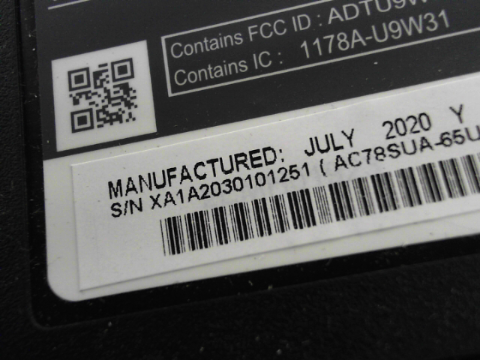 Contains FCC ID : ADTU9W
Contains IC : 1178A-U9W31
MANUFACTURED: JULY 2020 Y
S/N XA1A2030101251 ( AC78SUA-65U